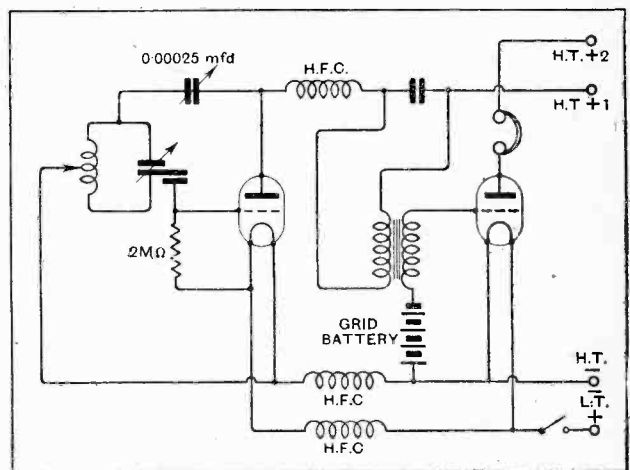 0·00025 mfd
H.F.C.
H.T.+2
H.T +1
2MΩ
GRID
BATTERY
H.F.C
H.F.C
H.T.
−
−
L.T.
+